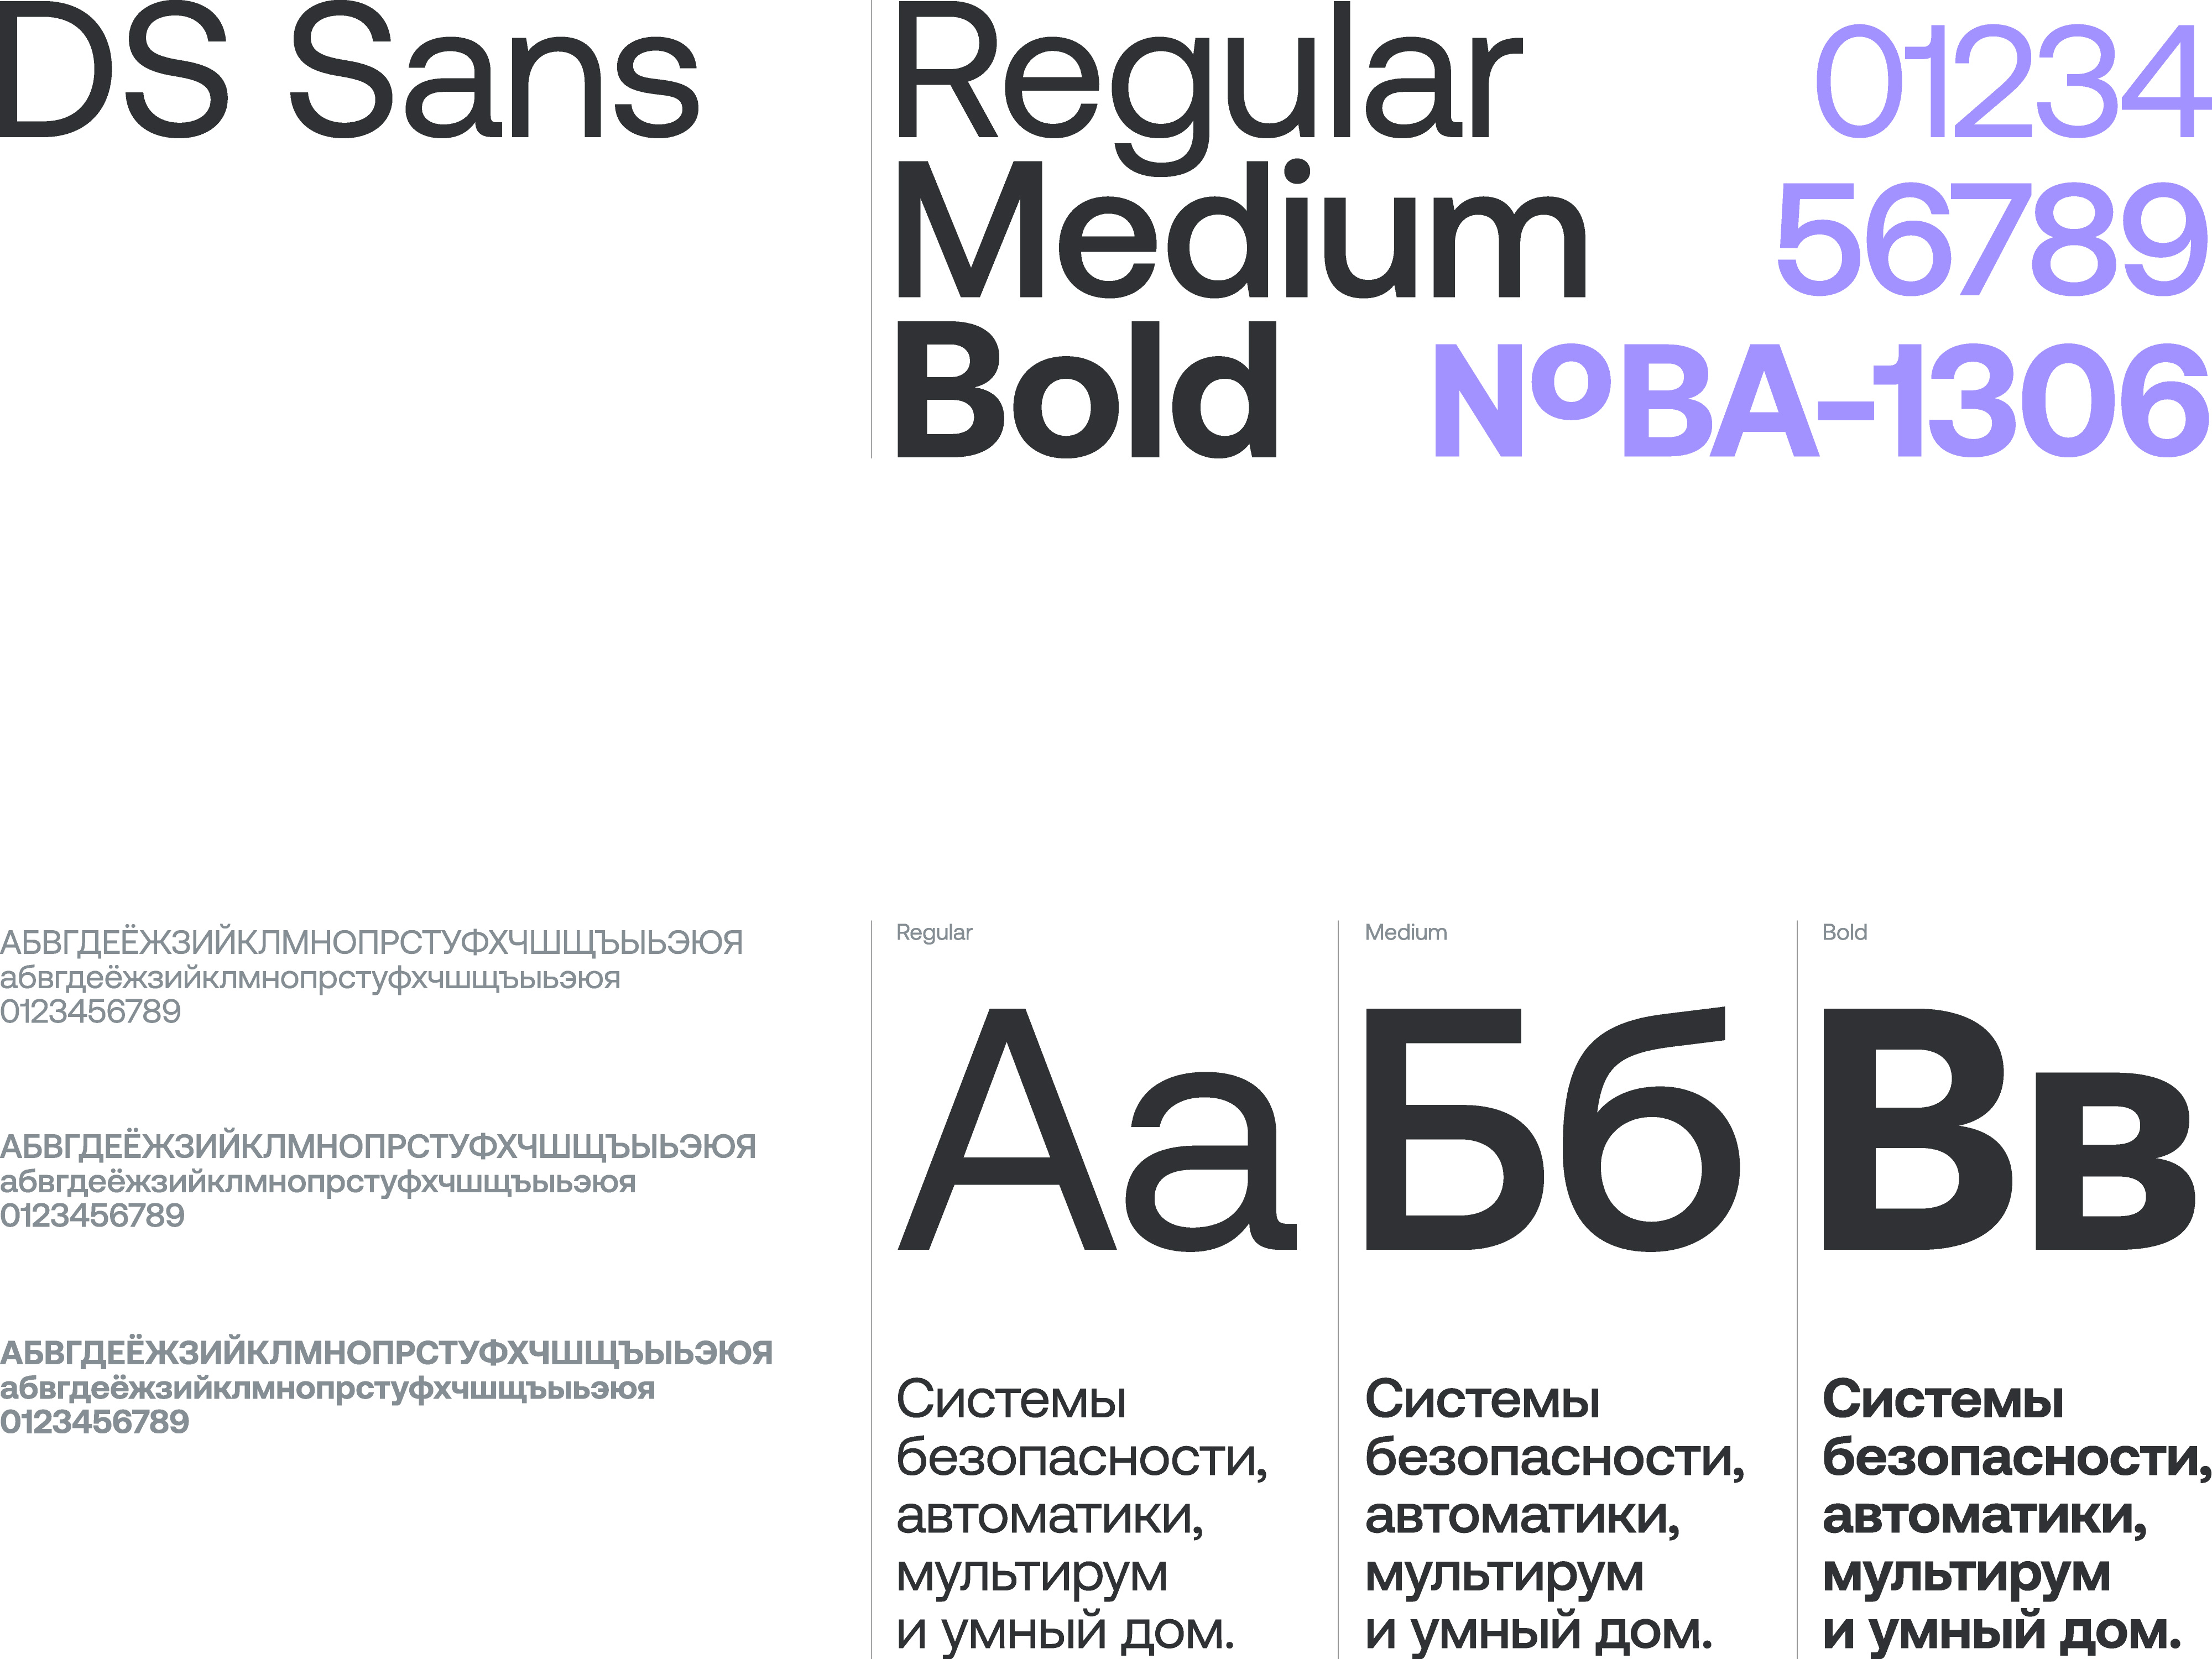 DS Sans
Regular
Medium
Bold
01234
56789
NºBA-1306
АБВГДЕЁЖЗИЙКЛМНОПРСТУФХЧШЩЪЫЬЭЮЯ
абвгдеёжзийклмнопрстуфхчшщъыьэюя
0123456789
АБВГДЕЁЖЗИЙКЛМНОПРСТУФХЧШЩЪЫЬЭЮЯ
абвгдеёжзийклмнопрстуфхчшщъыьэюя
0123456789
АБВГДЕЁЖЗИЙКЛМНОПРСТУФХЧШЩЪЫЬЭЮЯ
абвгдеёжзийклмнопрстуфхчшщъыьэюя
0123456789
Regular
Аа
Системы
безопасности,
автоматики,
мультирум
и умный дом.
Medium
Бб
Системы
безопасности,
автоматики,
мультирум
и умный дом.
Bold
Вв
Системы
безопасности,
автоматики,
мультирум
и умный дом.